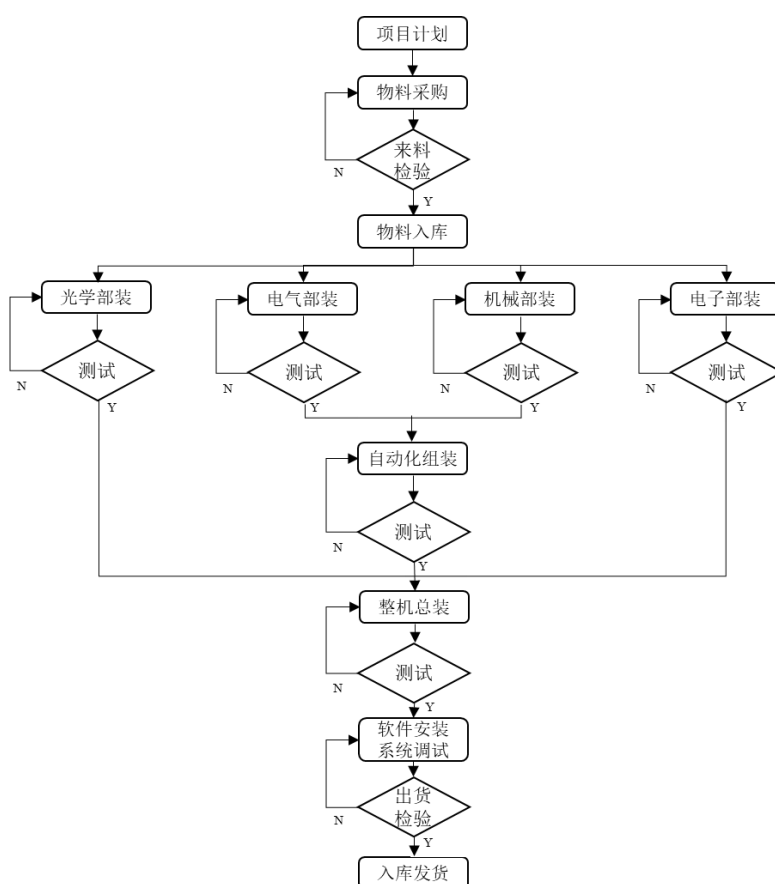 项目计划
物料采购
来料
检验
N
Y
物料入库
光学部装
电气部装
机械部装
电子部装
测试
测试
测试
测试
N
N
N
N
Y
Y
Y
Y
自动化组装
测试
N
Y
整机总装
测试
N
Y
软件安装
系统调试
出货
检验
N
Y
入库发货